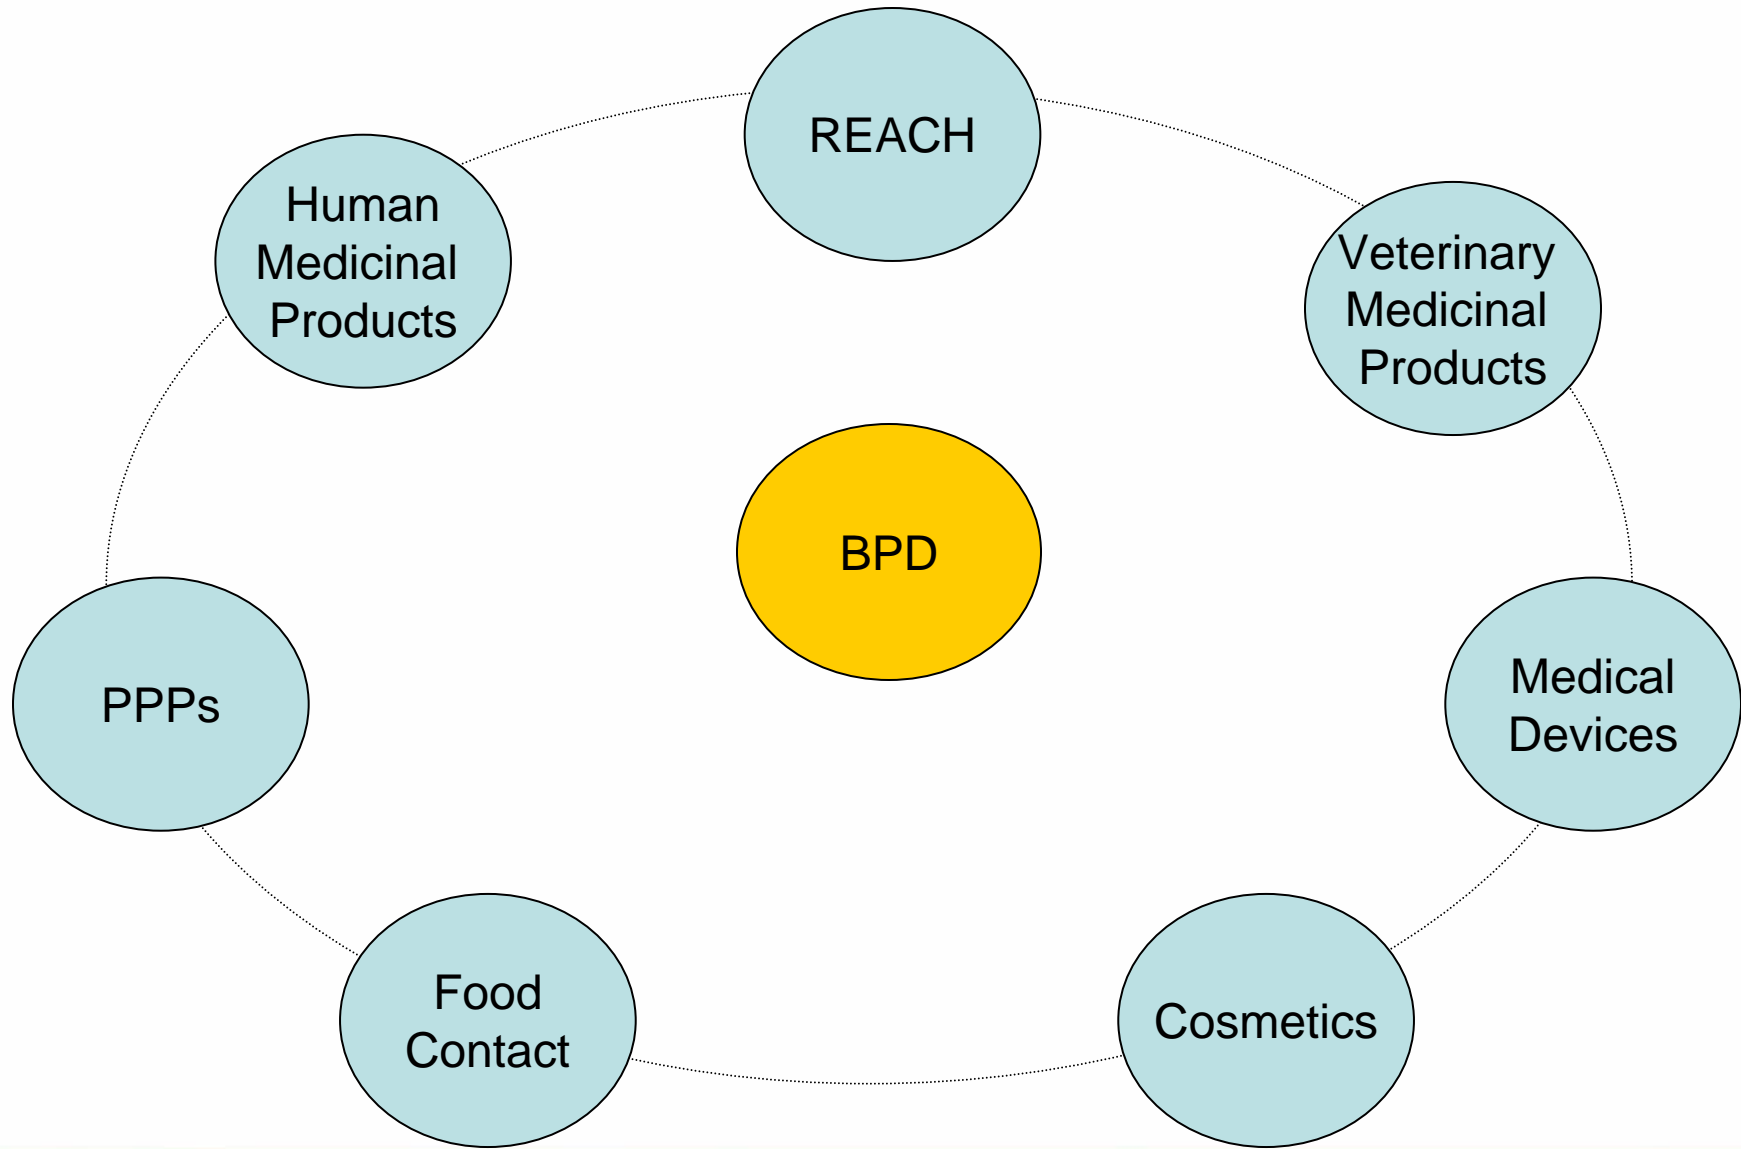 REACH
Human
Medicinal
Products
Veterinary
Medicinal
Products
BPD
PPPs
Medical
Devices
Food
Contact
Cosmetics